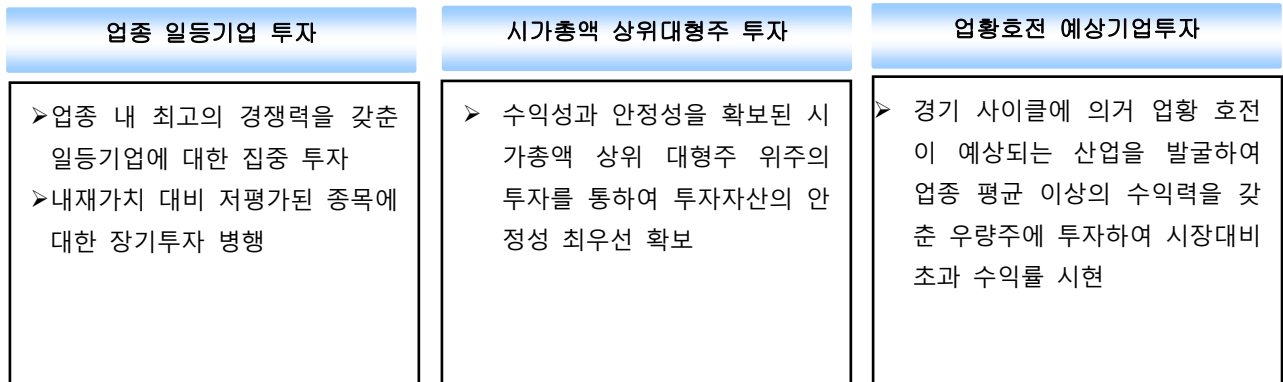 업종 일등기업 투자
➢업종 내 최고의 경쟁력을 갖춘
일등기업에 대한 집중 투자
➢내재가치 대비 저평가된 종목에
대한 장기투자 병행
시가총액 상위대형주 투자
➢ 수익성과 안정성을 확보된 시
가총액 상위 대형주 위주의
투자를 통하여 투자자산의 안
정성 최우선 확보
업황호전 예상기업투자
➢ 경기 사이클에 의거 업황 호전
이 예상되는 산업을 발굴하여
업종 평균 이상의 수익력을 갖
춘 우량주에 투자하여 시장대비
초과 수익률 시현